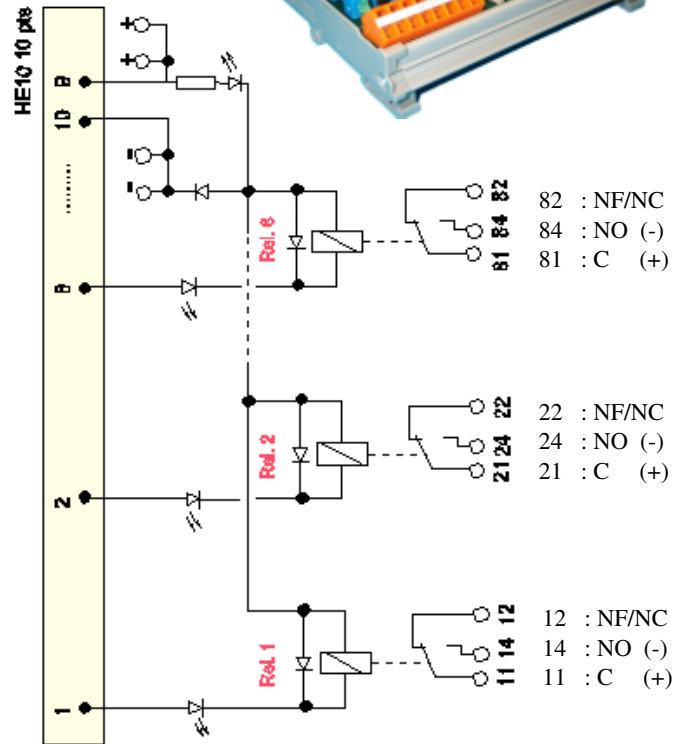 HE10 10 pts
+
+
9
10
-
-
Rel. 8
82
84
81
82 : NF/NC
84 : NO (-)
81 : C (+)
8
Rel. 2
22
24
21
22 : NF/NC
24 : NO (-)
21 : C (+)
2
Rel. 1
12
14
11
12 : NF/NC
14 : NO (-)
11 : C (+)
1